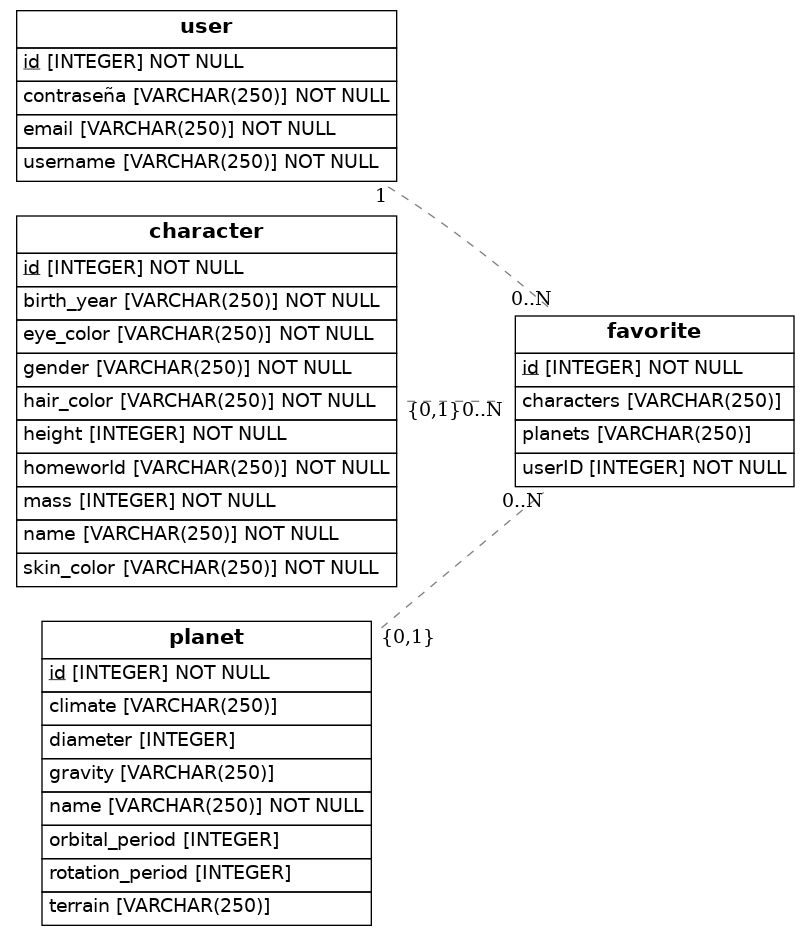 user
id [INTEGER] NOT NULL
contraseña [VARCHAR(250)] NOT NULL
email [VARCHAR(250)] NOT NULL
username [VARCHAR(250)] NOT NULL
1
character
id [INTEGER] NOT NULL
birth_year [VARCHAR(250)] NOT NULL
eye_color [VARCHAR(250)] NOT NULL
gender [VARCHAR(250)] NOT NULL
hair_color [VARCHAR(250)] NOT NULL
height [INTEGER] NOT NULL
homeworld [VARCHAR(250)] NOT NULL
mass [INTEGER] NOT NULL
name [VARCHAR(250)] NOT NULL
skin_color [VARCHAR(250)] NOT NULL
{0,1}
0..N
0..N
favorite
id [INTEGER] NOT NULL
characters [VARCHAR(250)]
planets [VARCHAR(250)]
userID [INTEGER] NOT NULL
0..N
planet
id [INTEGER] NOT NULL
climate [VARCHAR(250)]
diameter [INTEGER]
gravity [VARCHAR(250)]
name [VARCHAR(250)] NOT NULL
orbital_period [INTEGER]
rotation_period [INTEGER]
terrain [VARCHAR(250)]
{0,1}